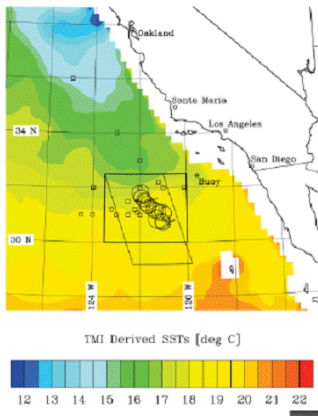 Oakland
Santa Maria
34 N
Los Angeles
San Diego
Buoy
30 N
124 W
120 W
TMI Derived SSTs [deg C]
12 13 14 15 16 17 18 19 20 21 22